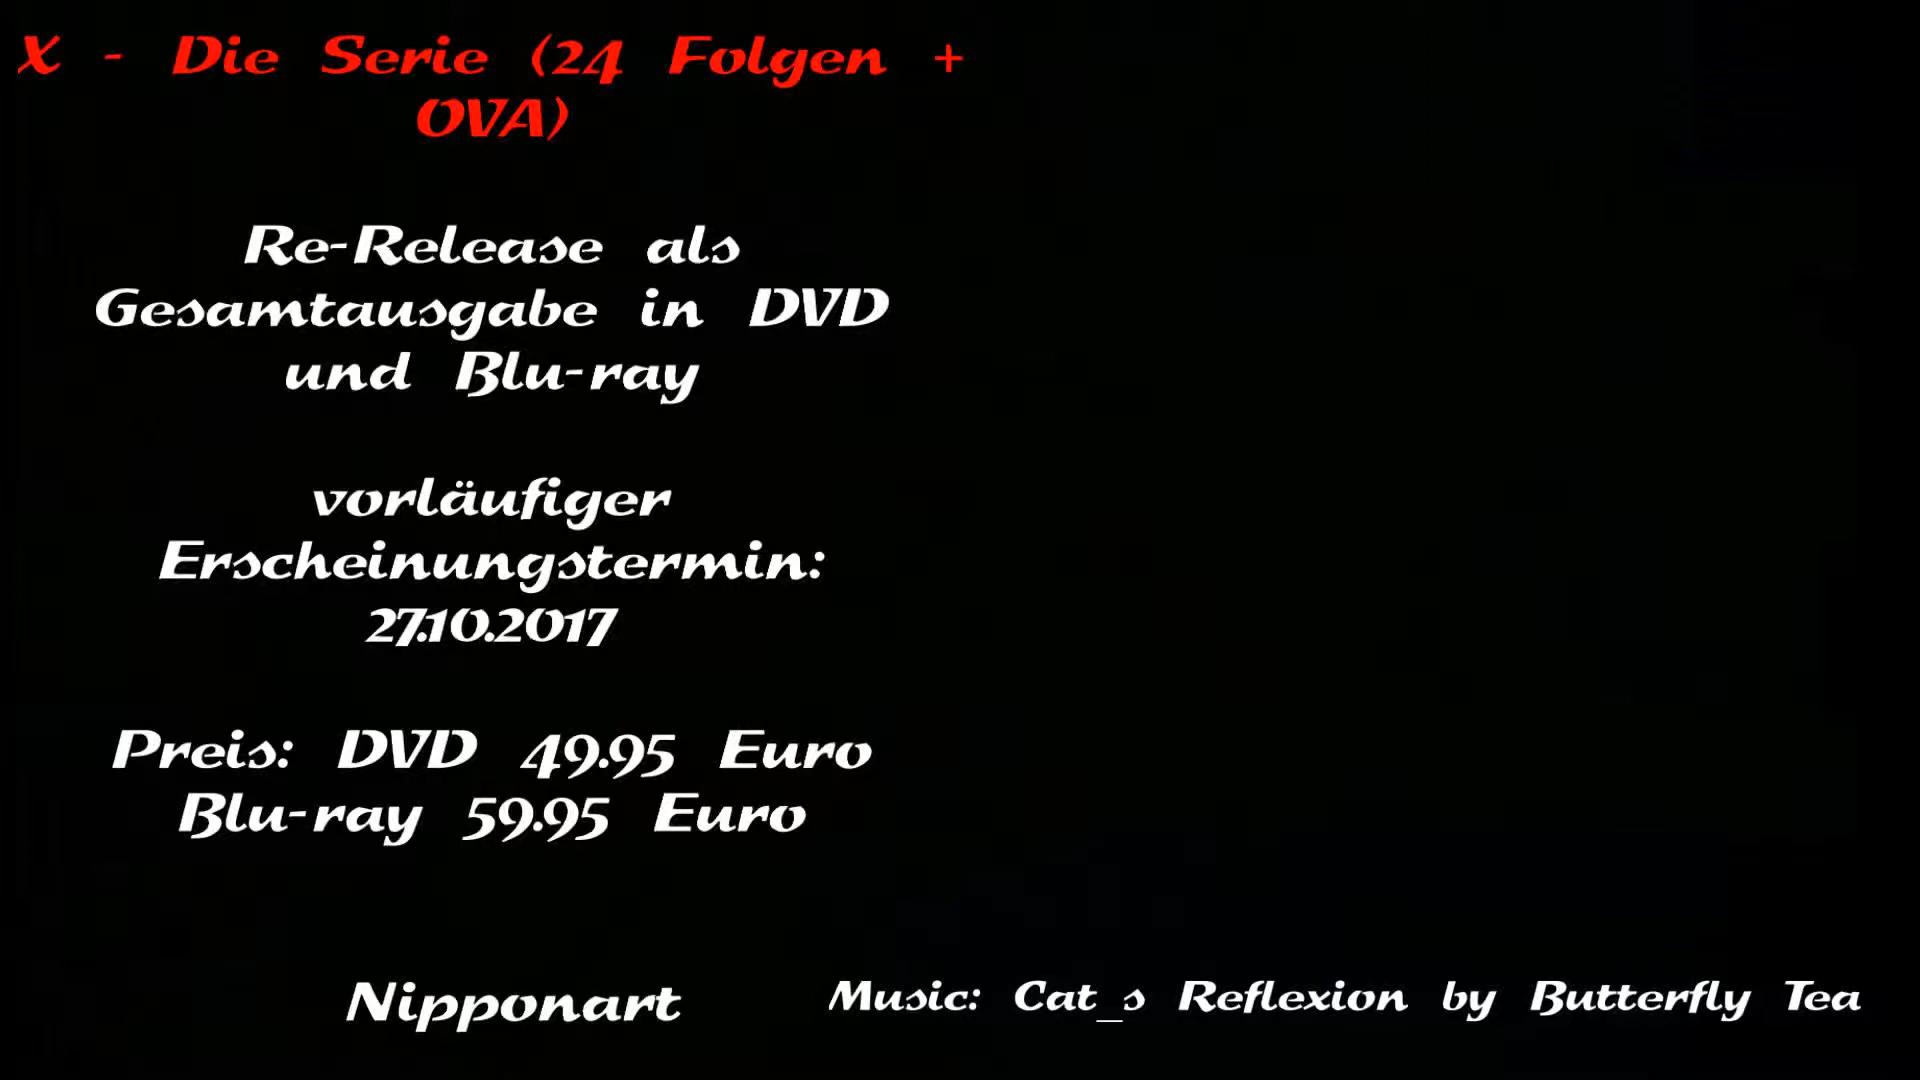 X - Die Serie (24 Folgen +
OVA)
Re-Release als
Gesamtausgabe in DVD
und Blu-ray
vorläufiger
Erscheinungstermin:
27.10.2017
Preis: DVD 49.95 Euro
Blu-ray 59.95 Euro
Nipponart
Music: Cat_s Reflexion by Butterfly Tea